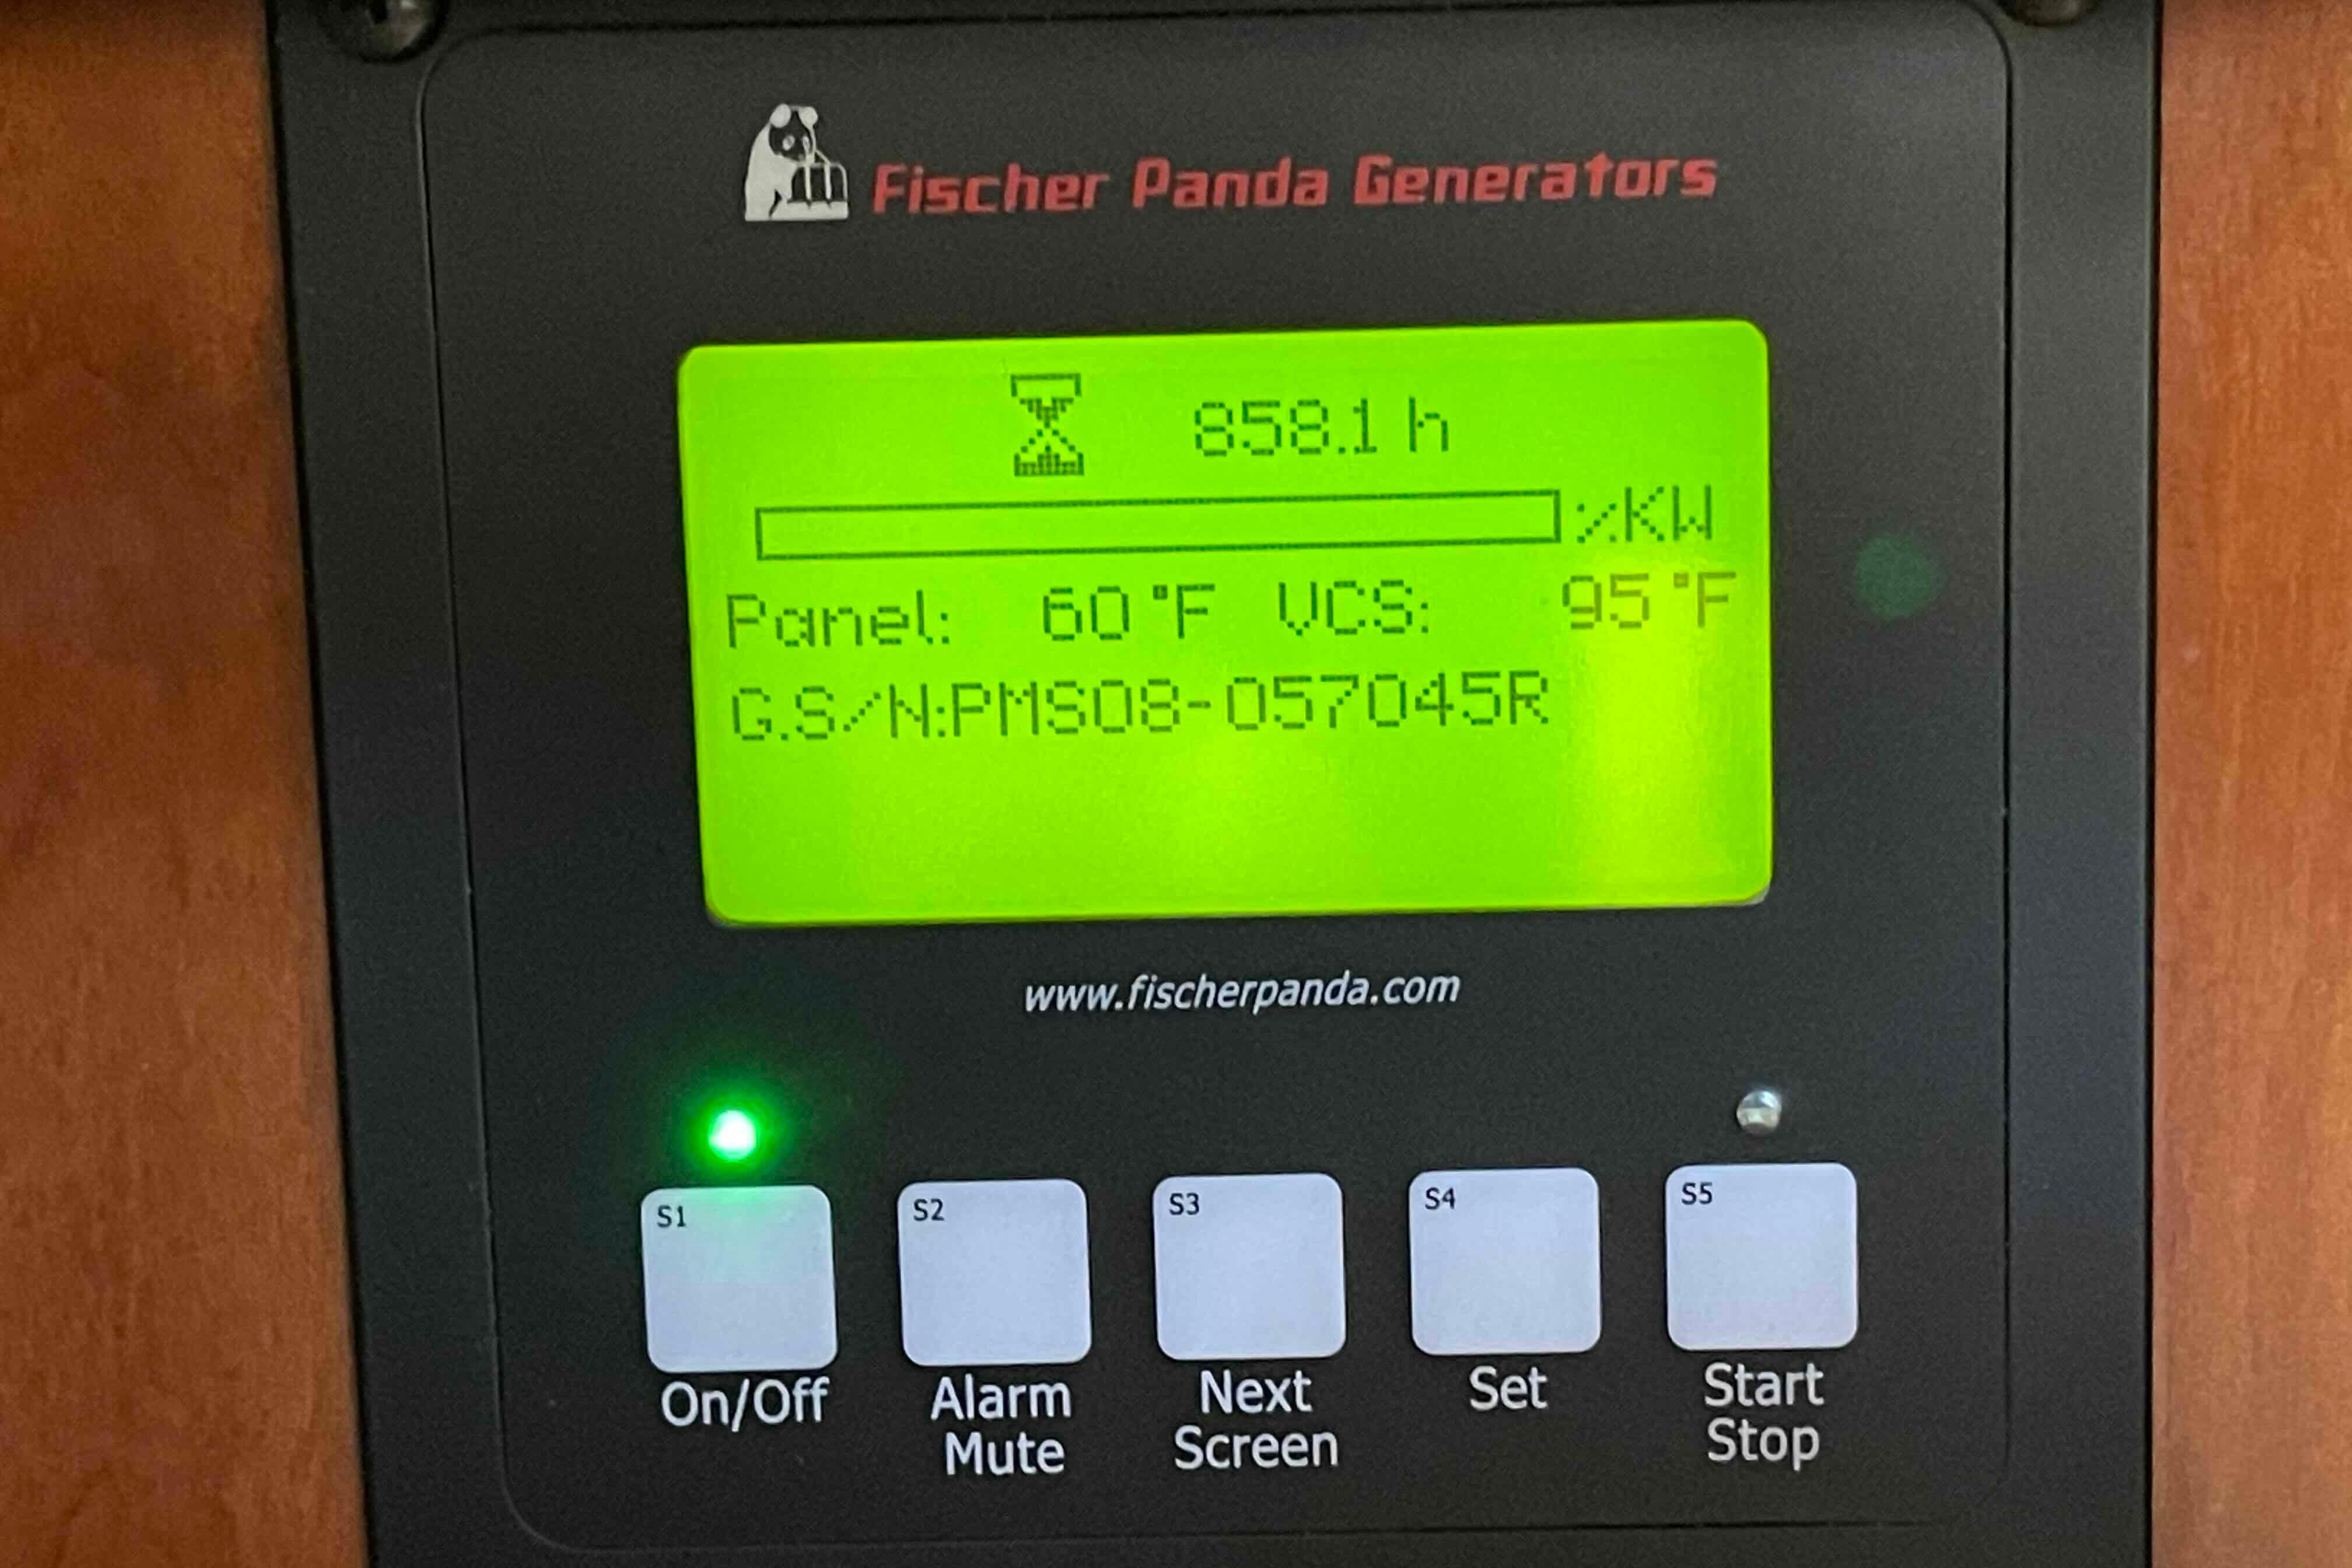 Fischer Panda Generators
858.1 h
%KW
Panel: 60 °F VCS: 95 °F
G.S/N:PMS08-057045R
www.fischerpanda.com
S1 S2 S3 S4 S5
On/Off Alarm Mute Next Screen Set Start Stop